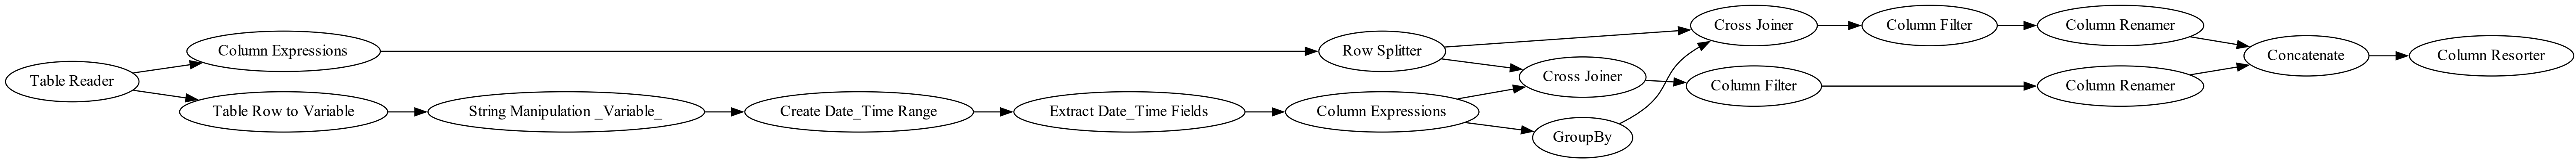 Table Reader
Column Expressions
Table Row to Variable
String Manipulation _Variable_
Create Date_Time Range
Extract Date_Time Fields
Column Expressions
Row Splitter
Cross Joiner
GroupBy
Cross Joiner
Column Filter
Column Filter
Column Renamer
Column Renamer
Concatenate
Column Resorter